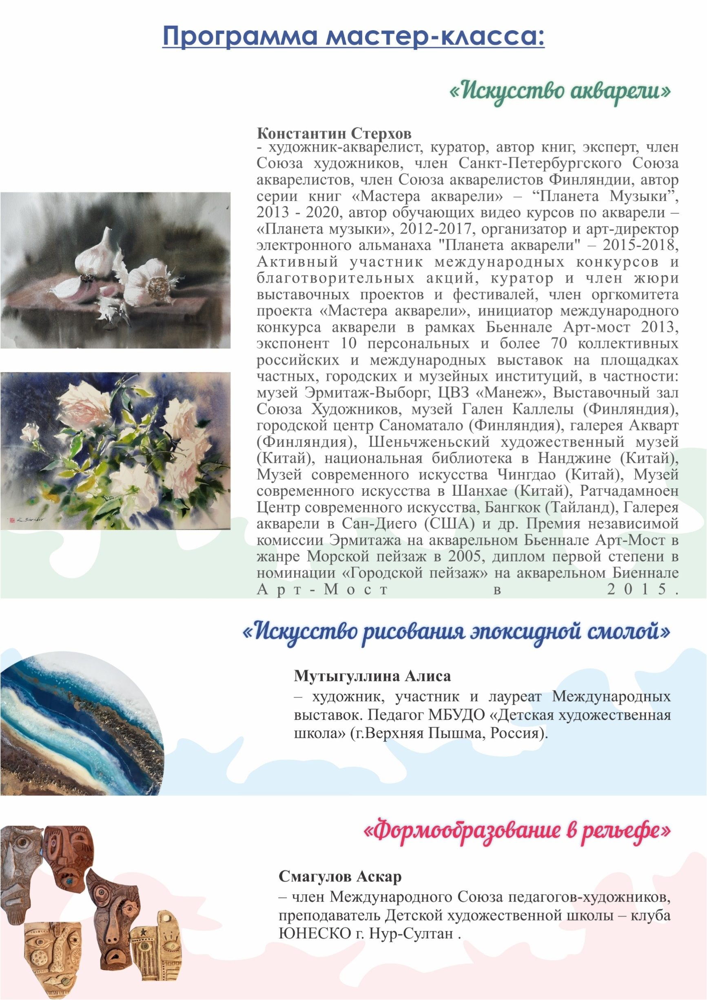 Программа мастер-класса:
«Искусство акварели»
Константин Стерхов
- художник-акварелист, куратор, автор книг, эксперт, член
Союза художников, член Санкт-Петербургского Союза
акварелистов, член Союза акварелистов Финляндии, автор
серии книг «Мастера акварели» – “Планета Музыки”,
2013 - 2020, автор обучающих видео курсов по акварели –
«Планета музыки», 2012-2017, организатор и арт-директор
электронного альманаха "Планета акварели" – 2015-2018,
Активный участник международных конкурсов и
благотворительных акций, куратор и член жюри
выставочных проектов и фестивалей, член оргкомитета
проекта «Мастера акварели», инициатор международного
конкурса акварели в рамках Бьеннале Арт-мост 2013,
экспонент 10 персональных и более 70 коллективных
российских и международных выставок на площадках
частных, городских и музейных институций, в частности:
музей Эрмитаж-Выборг, ЦВЗ «Манеж», Выставочный зал
Союза Художников, музей Гален Каллелы (Финляндия),
городской центр Саноматало (Финляндия), галерея Акварт
(Финляндия), Шеньчженьский художественный музей
(Китай), национальная библиотека в Нанджине (Китай),
Музей современного искусства Чингдао (Китай), Музей
современного искусства в Шанхае (Китай), Ратчадамноен
Центр современного искусства, Бангкок (Тайланд), Галерея
акварели в Сан-Диего (США) и др. Премия независимой
комиссии Эрмитажа на акварельном Бьеннале Арт-Мост в
жанре Морской пейзаж в 2005, диплом первой степени в
номинации «Городской пейзаж» на акварельном Биеннале
Арт-Мост в 2015.
«Искусство рисования эпоксидной смолой»
Мутыгуллина Алиса
– художник, участник и лауреат Международных
выставок. Педагог МБУДО «Детская художественная
школа» (г.Верхняя Пышма, Россия).
«Формообразование в рельефе»
Смагулов Аскар
– член Международного Союза педагогов-художников,
преподаватель Детской художественной школы – клуба
ЮНЕСКО г. Нур-Султан .